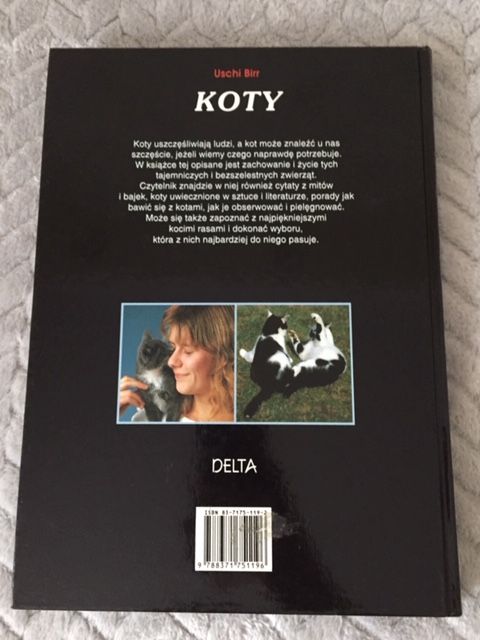 Uschi Birr
KOTY
Koty uszczęśliwiają ludzi, a kot może znaleźć u nas
szczęście, jeżeli wiemy czego naprawdę potrzebuje.
W książce tej opisane jest zachowanie i życie tych
tajemniczych i bezszelestnych zwierząt.
Czytelnik znajdzie w niej również cytaty z mitów
i bajek, koty uwiecznione w sztuce i literaturze, porady jak
bawić się z kotami, jak je obserwować i pielęgnować.
Może się także zapoznać z najpiękniejszymi
kocimi rasami i dokonać wyboru,
która z nich najbardziej do niego pasuje.
DELTA
ISBN 83-7175-119-2
9 788371 751196